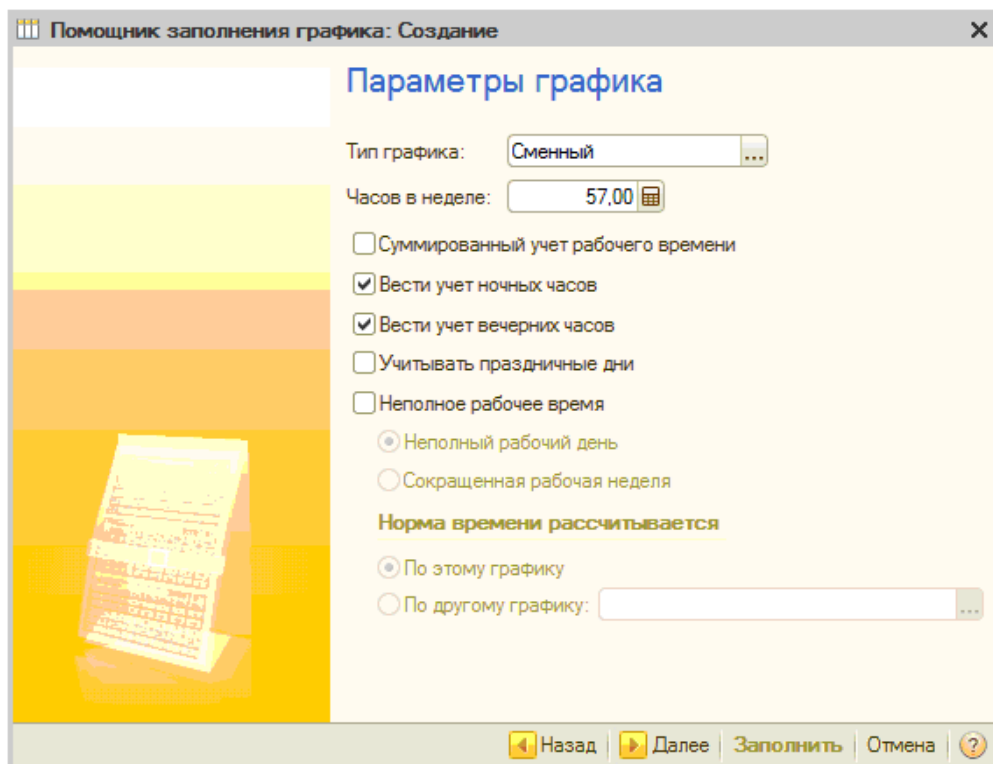 Помощник заполнения графика: Создание
Параметры графика
Тип графика: Сменный ...
Часов в неделе: 57,00
Суммированный учет рабочего времени
Вести учет ночных часов
Вести учет вечерних часов
Учитывать праздничные дни
Неполное рабочее время
Неполный рабочий день
Сокращенная рабочая неделя
Норма времени рассчитывается
По этому графику
По другому графику: ...
Назад Далее Заполнить Отмена ?